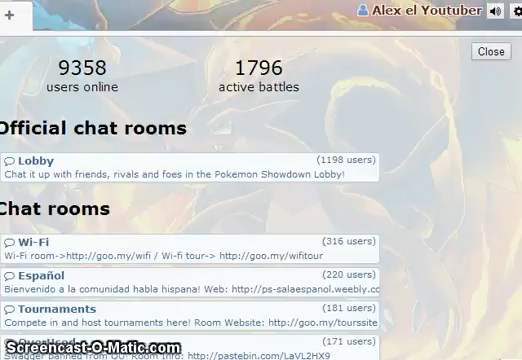 +
Alex el Youtuber
Close
9358
users online
1796
active battles
Official chat rooms
Lobby (1198 users)
Chat it up with friends, rivals and foes in the Pokemon Showdown Lobby!
Chat rooms
Wi-Fi (316 users)
Wi-Fi room->http://goo.my/wifi / Wi-fi tour-> http://goo.my/wifitour
Español (220 users)
Bienvenido a la comunidad habla hispana! Web: http://ps-salaespanol.weebly.co
Tournaments (181 users)
Compete in and host tournaments here! Room Website: http://goo.my/tourssite
OverUsed (171 users)
Swagger banned from OU! Room Info: http://pastebin.com/LaVL2HX9
Screencast-O-Matic.com